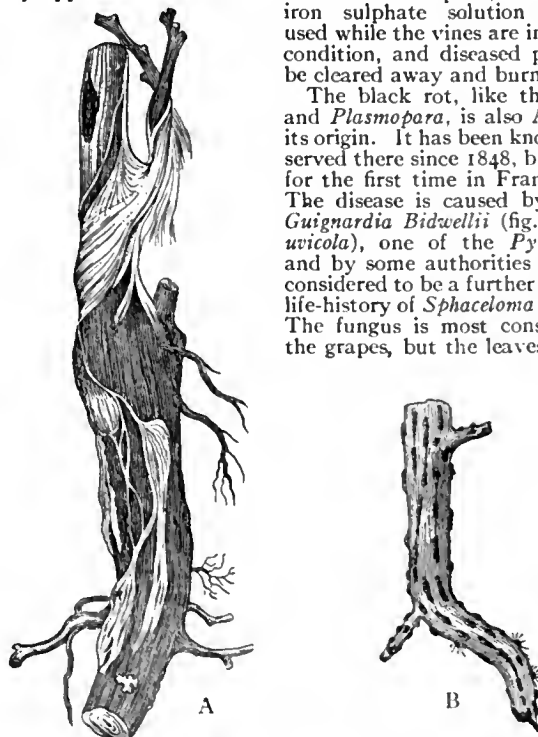 iron sulphate solution
used while the vines are in
condition, and diseased p
be cleared away and burn
The black rot, like th
and Plasmopara, is also A
its origin. It has been kno
served there since 1848, b
for the first time in Fran
The disease is caused by
Guignardia Bidwellii (fig.
uvicola), one of the Py
and by some authorities
considered to be a further
life-history of Sphaceloma
The fungus is most cons
the grapes, but the leaves
A
B